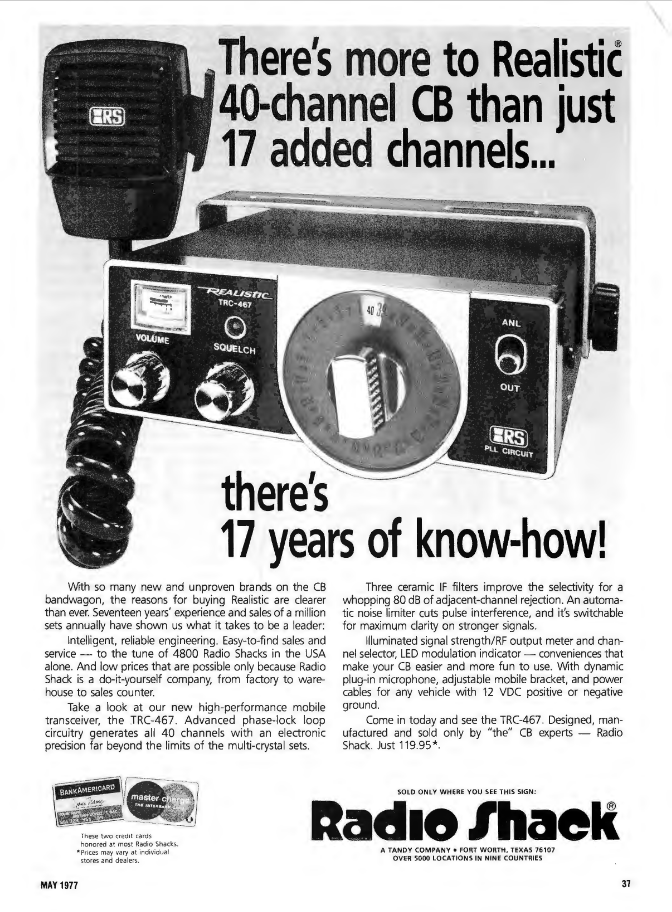 There's more to Realistic®
40-channel CB than just
17 added channels...
RS
REALISTIC
TRC-467
VOLUME
SQUELCH
40 39
ANL
OUT
RS
PLL CIRCUIT
there's
17 years of know-how!
With so many new and unproven brands on the CB
bandwagon, the reasons for buying Realistic are clearer
than ever. Seventeen years' experience and sales of a million
sets annually have shown us what it takes to be a leader:
Intelligent, reliable engineering. Easy-to-find sales and
service — to the tune of 4800 Radio Shacks in the USA
alone. And low prices that are possible only because Radio
Shack is a do-it-yourself company, from factory to ware-
house to sales counter.
Take a look at our new high-performance mobile
transceiver, the TRC-467. Advanced phase-lock loop
circuitry generates all 40 channels with an electronic
precision far beyond the limits of the multi-crystal sets.
Three ceramic IF filters improve the selectivity for a
whopping 80 dB of adjacent-channel rejection. An automa-
tic noise limiter cuts pulse interference, and it's switchable
for maximum clarity on stronger signals.
Illuminated signal strength/RF output meter and chan-
nel selector, LED modulation indicator — conveniences that
make your CB easier and more fun to use. With dynamic
plug-in microphone, adjustable mobile bracket, and power
cables for any vehicle with 12 VDC positive or negative
ground.
Come in today and see the TRC-467. Designed, man-
ufactured and sold only by "the" CB experts — Radio
Shack. Just 119.95*.
BANKAMERICARD
master charge
THE INTERBANK
These two credit cards
honored at most Radio Shacks.
*Prices may vary at individual
stores and dealers.
SOLD ONLY WHERE YOU SEE THIS SIGN:
Radio Shack®
A TANDY COMPANY • FORT WORTH, TEXAS 76107
OVER 5000 LOCATIONS IN NINE COUNTRIES
MAY 1977
37